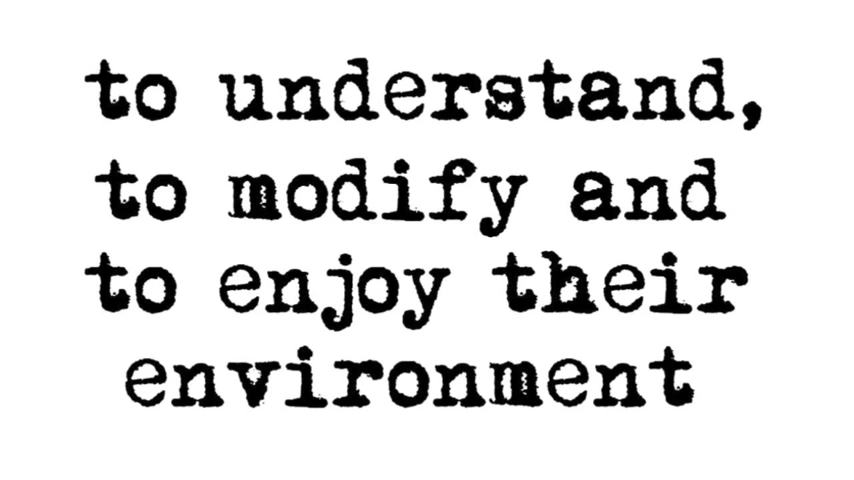 to understand,
to modify and
to enjoy their
environment